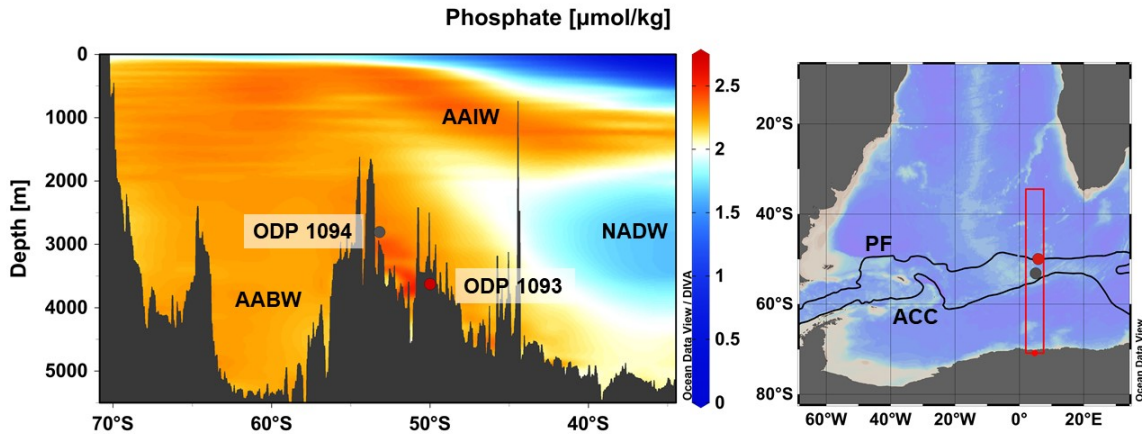 Phosphate [μmol/kg]
0
1000
2000
3000
4000
5000
Depth [m]
70°S
60°S
50°S
40°S
AAIW
ODP 1094
NADW
ODP 1093
AABW
2.5
2
1.5
1
0.5
0
Ocean Data View / DIVA
20°S
40°S
60°S
80°S
PF
ACC
60°W
40°W
20°W
0°
20°E
Ocean Data View